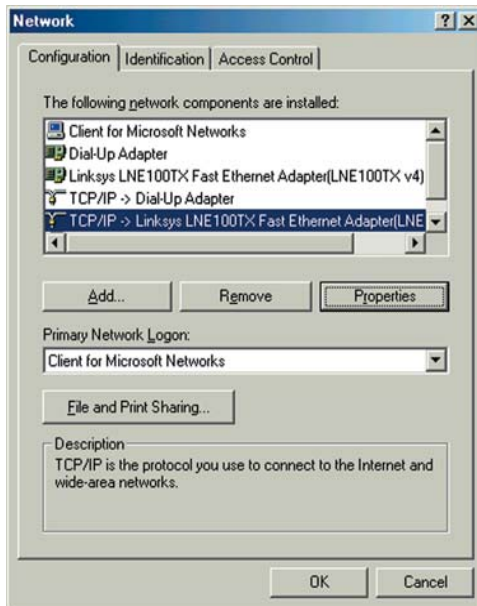 Network
Configuration Identification Access Control
The following network components are installed:
Client for Microsoft Networks
Dial-Up Adapter
Linksys LNE100TX Fast Ethernet Adapter(LNE100TX v4)
TCP/IP -> Dial-Up Adapter
TCP/IP -> Linksys LNE100TX Fast Ethernet Adapter(LNE
Add... Remove Properties
Primary Network Logon:
Client for Microsoft Networks
File and Print Sharing...
Description
TCP/IP is the protocol you use to connect to the Internet and
wide-area networks.
OK Cancel